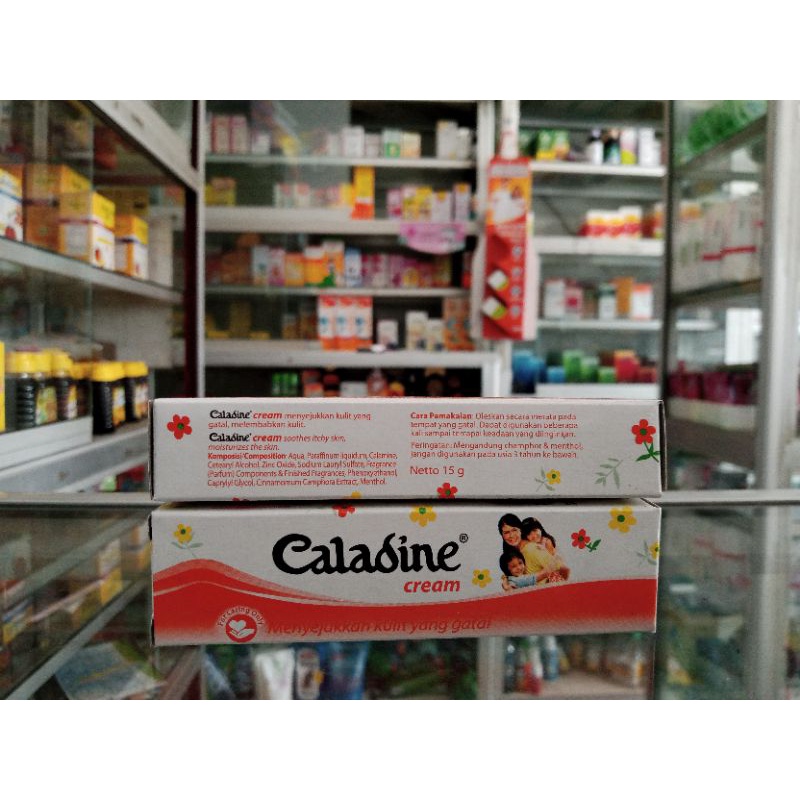 Caladine® cream menyejukkan kulit yang
gatal, melembabkan kulit.
Caladine® cream soothes itchy skin,
moisturizes the skin.
Komposisi/Composition: Aqua, Paraffinum liquidum, Calamine,
Cetearyl Alcohol, Zinc Oxide, Sodium Lauryl Sulfate, Fragrance
(Parfum) Components & Finished Fragrances, Phenoxyethanol,
Caprylyl Glycol, Cinnamomum Camphora Extract, Menthol.
Cara Pemakaian: Oleskan secara merata pada
tempat yang gatal. Dapat digunakan beberapa
kali sampai tercapai keadaan yang diinginkan.
Peringatan: Mengandung chemphor & menthol,
jangan digunakan pada usia 3 tahun ke bawah.
Netto 15 g
Caladine®
cream
Menyejukkan kulit yang gatal